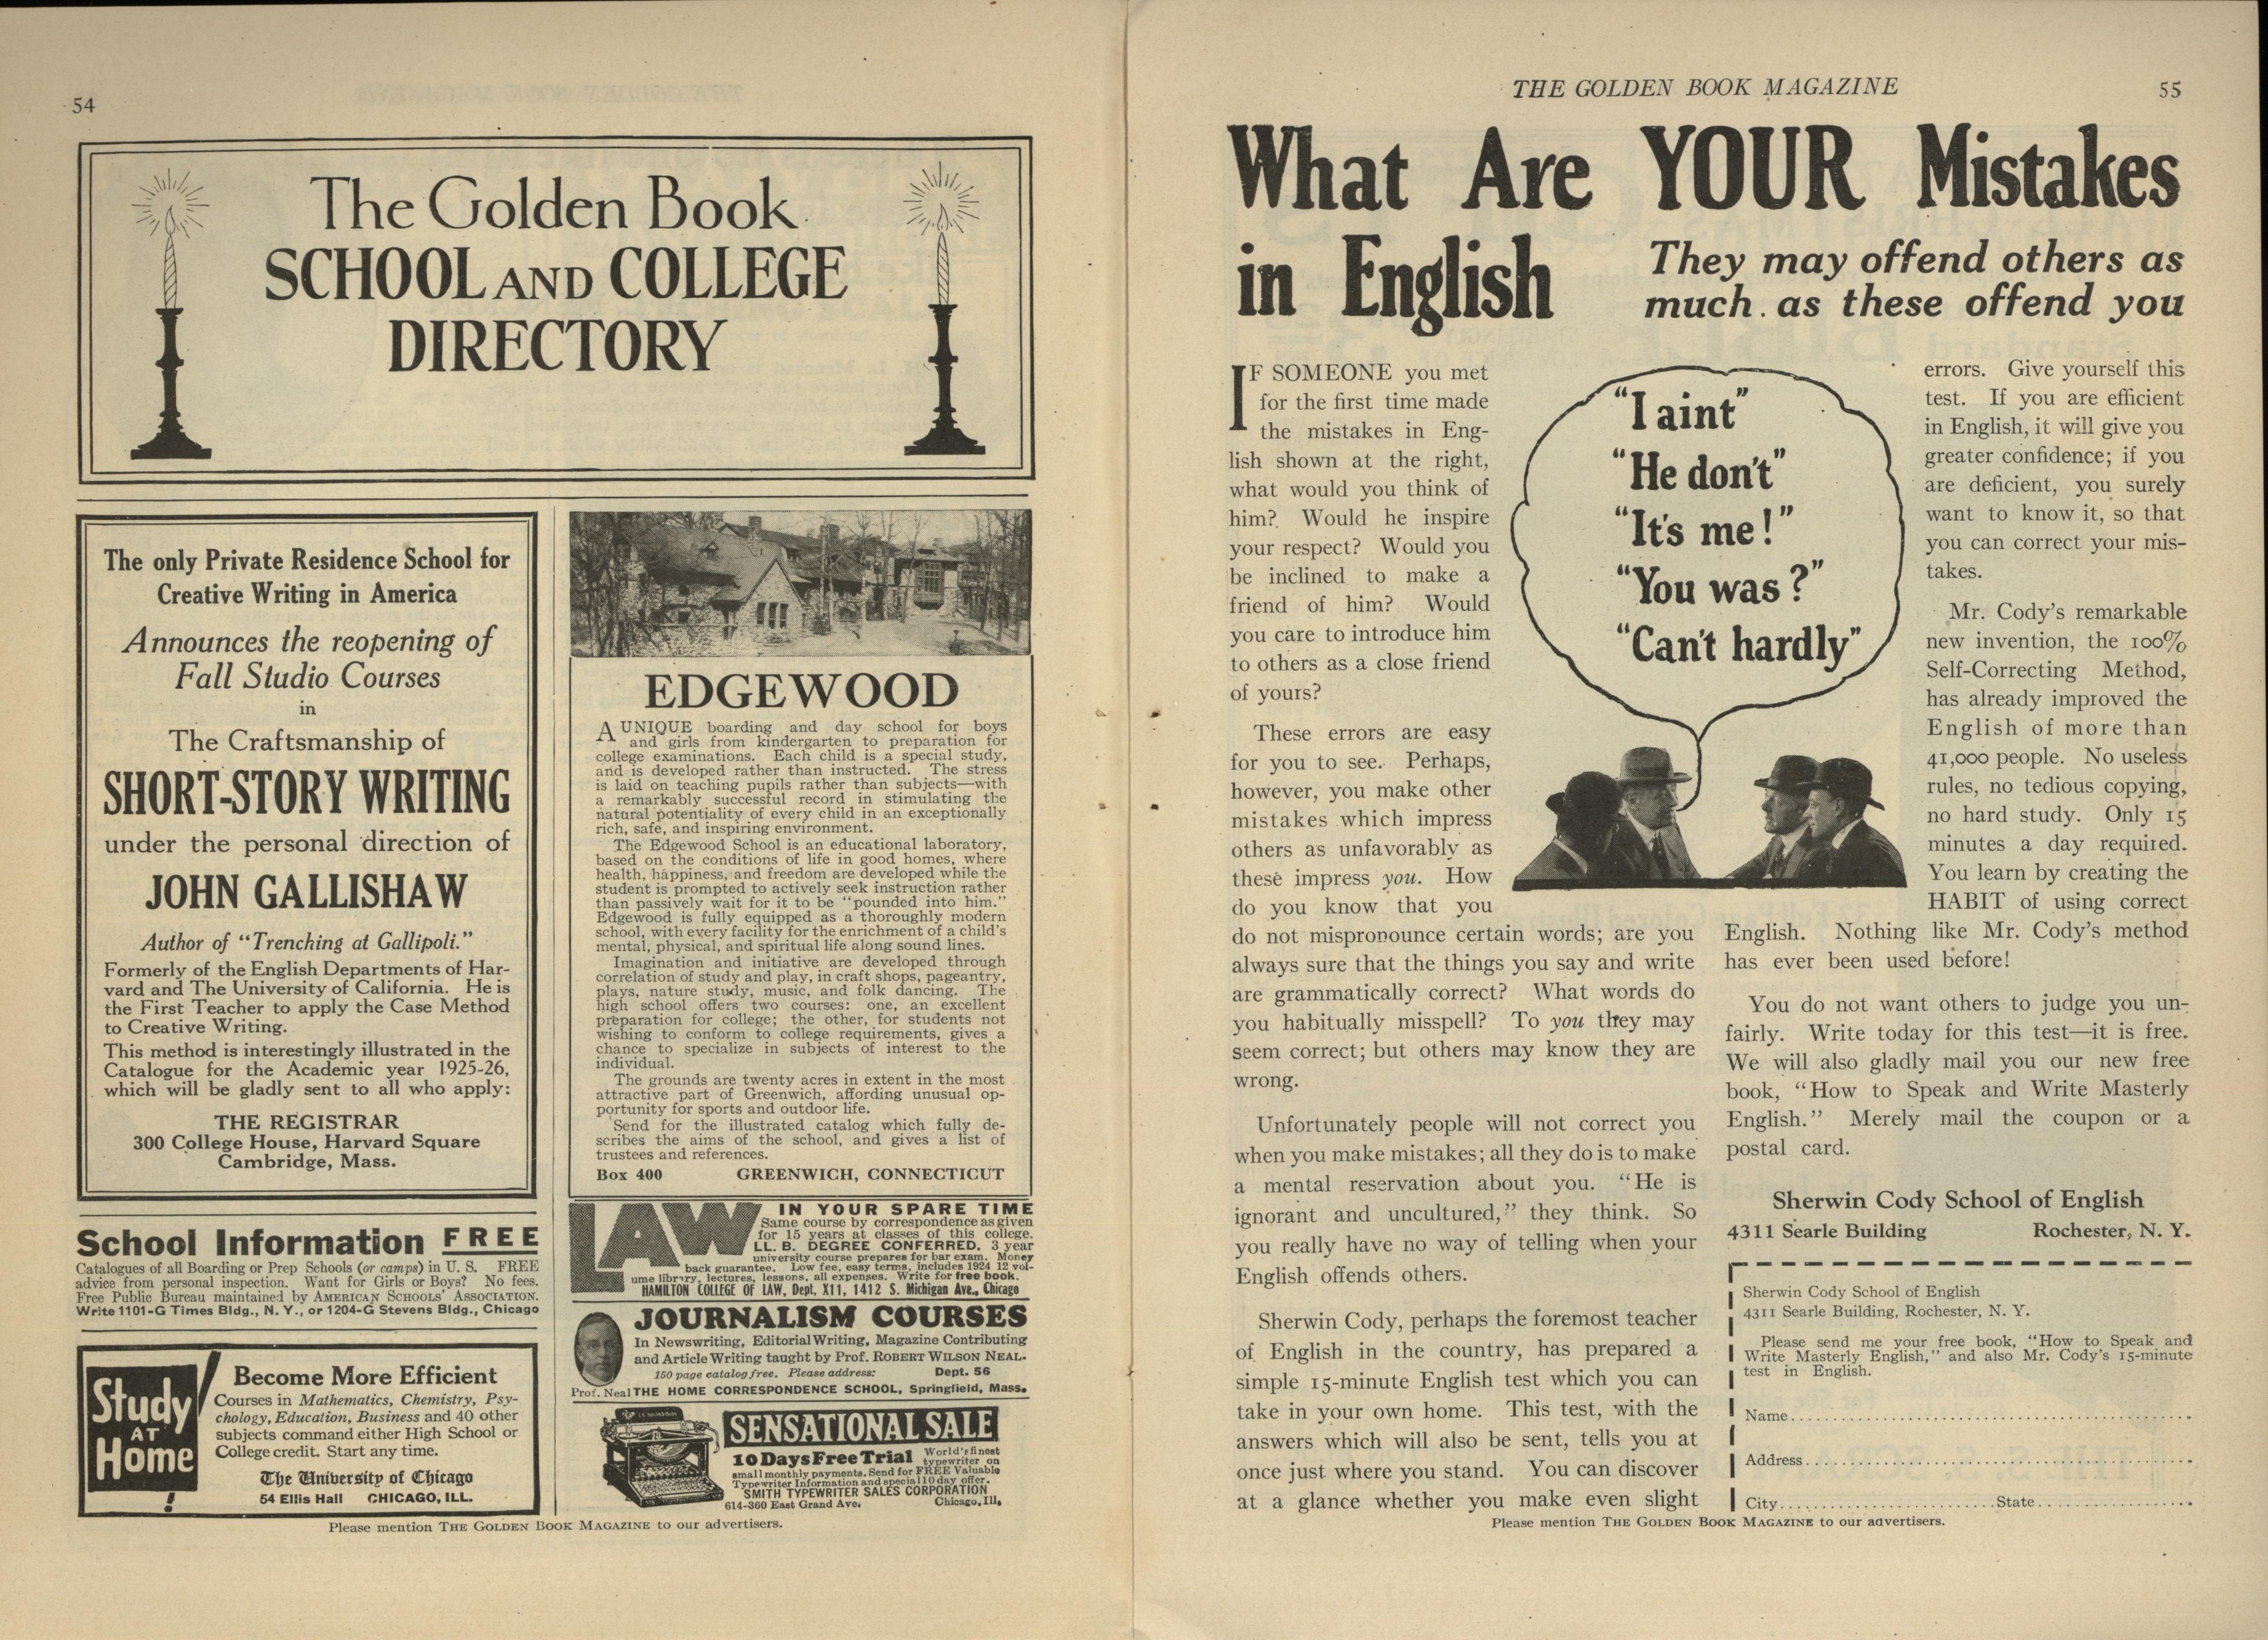 54
The Golden Book
SCHOOL AND COLLEGE
DIRECTORY
The only Private Residence School for
Creative Writing in America
Announces the reopening of
Fall Studio Courses
in
The Craftsmanship of
SHORT-STORY WRITING
under the personal direction of
JOHN GALLISHAW
Author of "Trenching at Gallipoli."
Formerly of the English Departments of Har-
vard and The University of California. He is
the First Teacher to apply the Case Method
to Creative Writing.
This method is interestingly illustrated in the
Catalogue for the Academic year 1925-26,
which will be gladly sent to all who apply:
THE REGISTRAR
300 College House, Harvard Square
Cambridge, Mass.
School Information FREE
Catalogues of all Boarding or Prep Schools (or camps) in U. S. FREE
advice from personal inspection. Want for Girls or Boys? No fees.
Free Public Bureau maintained by AMERICAN SCHOOLS' ASSOCIATION.
Write 1101-G Times Bldg., N. Y., or 1204-G Stevens Bldg., Chicago
Study
AT
Home
!
Become More Efficient
Courses in Mathematics, Chemistry, Psy-
chology, Education, Business and 40 other
subjects command either High School or
College credit. Start any time.
The University of Chicago
54 Ellis Hall CHICAGO, ILL.
EDGEWOOD
A UNIQUE boarding and day school for boys
and girls from kindergarten to preparation for
college examinations. Each child is a special study,
and is developed rather than instructed. The stress
is laid on teaching pupils rather than subjects—with
a remarkably successful record in stimulating the
natural potentiality of every child in an exceptionally
rich, safe, and inspiring environment.
The Edgewood School is an educational laboratory,
based on the conditions of life in good homes, where
health, happiness, and freedom are developed while the
student is prompted to actively seek instruction rather
than passively wait for it to be "pounded into him."
Edgewood is fully equipped as a thoroughly modern
school, with every facility for the enrichment of a child's
mental, physical, and spiritual life along sound lines.
Imagination and initiative are developed through
correlation of study and play, in craft shops, pageantry,
plays, nature study, music, and folk dancing. The
high school offers two courses: one, an excellent
preparation for college; the other, for students not
wishing to conform to college requirements, gives a
chance to specialize in subjects of interest to the
individual.
The grounds are twenty acres in extent in the most
attractive part of Greenwich, affording unusual op-
portunity for sports and outdoor life.
Send for the illustrated catalog which fully de-
scribes the aims of the school, and gives a list of
trustees and references.
Box 400 GREENWICH, CONNECTICUT
LAW IN YOUR SPARE TIME
Same course by correspondence as given
for 15 years at classes of this college.
LL. B. DEGREE CONFERRED. 3 year
university course prepares for bar exam. Money
back guarantee. Low fee, easy terms, includes 1924 12 vol-
ume library, lectures, lessons, all expenses. Write for free book.
HAMILTON COLLEGE OF LAW, Dept, X11, 1412 S. Michigan Ave., Chicago
JOURNALISM COURSES
In Newswriting, Editorial Writing, Magazine Contributing
and Article Writing taught by Prof. ROBERT WILSON NEAL.
150 page catalog free. Please address: Dept. 56
Prof. Neal THE HOME CORRESPONDENCE SCHOOL, Springfield, Mass.
SENSATIONAL SALE
10 Days Free Trial World's finest
typewriter on
small monthly payments. Send for FREE Valuable
Typewriter Information and special 10 day offer.
SMITH TYPEWRITER SALES CORPORATION
614-360 East Grand Ave. Chicago, Ill.
Please mention THE GOLDEN BOOK MAGAZINE to our advertisers.
THE GOLDEN BOOK MAGAZINE 55
What Are YOUR Mistakes
in English
They may offend others as
much as these offend you
IF SOMEONE you met
for the first time made
the mistakes in Eng-
lish shown at the right,
what would you think of
him? Would he inspire
your respect? Would you
be inclined to make a
friend of him? Would
you care to introduce him
to others as a close friend
of yours?
These errors are easy
for you to see. Perhaps,
however, you make other
mistakes which impress
others as unfavorably as
these impress you. How
do you know that you
do not mispronounce certain words; are you
always sure that the things you say and write
are grammatically correct? What words do
you habitually misspell? To you they may
seem correct; but others may know they are
wrong.
Unfortunately people will not correct you
when you make mistakes; all they do is to make
a mental reservation about you. "He is
ignorant and uncultured," they think. So
you really have no way of telling when your
English offends others.
Sherwin Cody, perhaps the foremost teacher
of English in the country, has prepared a
simple 15-minute English test which you can
take in your own home. This test, with the
answers which will also be sent, tells you at
once just where you stand. You can discover
at a glance whether you make even slight
"I aint"
"He don't"
"It's me!"
"You was?"
"Can't hardly"
errors. Give yourself this
test. If you are efficient
in English, it will give you
greater confidence; if you
are deficient, you surely
want to know it, so that
you can correct your mis-
takes.
Mr. Cody's remarkable
new invention, the 100%
Self-Correcting Method,
has already improved the
English of more than
41,000 people. No useless
rules, no tedious copying,
no hard study. Only 15
minutes a day required.
You learn by creating the
HABIT of using correct
English. Nothing like Mr. Cody's method
has ever been used before!
You do not want others to judge you un-
fairly. Write today for this test—it is free.
We will also gladly mail you our new free
book, "How to Speak and Write Masterly
English." Merely mail the coupon or a
postal card.
Sherwin Cody School of English
4311 Searle Building Rochester, N. Y.
Sherwin Cody School of English
4311 Searle Building, Rochester, N. Y.
Please send me your free book, "How to Speak and
Write Masterly English," and also Mr. Cody's 15-minute
test in English.
Name
Address
City State
Please mention THE GOLDEN BOOK MAGAZINE to our advertisers.